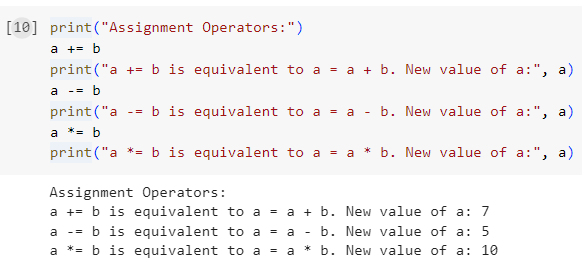 [10] print("Assignment Operators:")
a += b
print("a += b is equivalent to a = a + b. New value of a:", a)
a -= b
print("a -= b is equivalent to a = a - b. New value of a:", a)
a *= b
print("a *= b is equivalent to a = a * b. New value of a:", a)
Assignment Operators:
a += b is equivalent to a = a + b. New value of a: 7
a -= b is equivalent to a = a - b. New value of a: 5
a *= b is equivalent to a = a * b. New value of a: 10